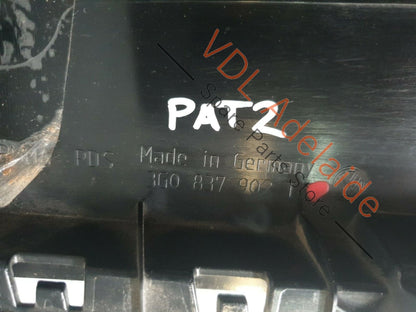 PAT2
PDS Made in Germany
3G0 837 902
VDL Adelaide
Spare Parts Store